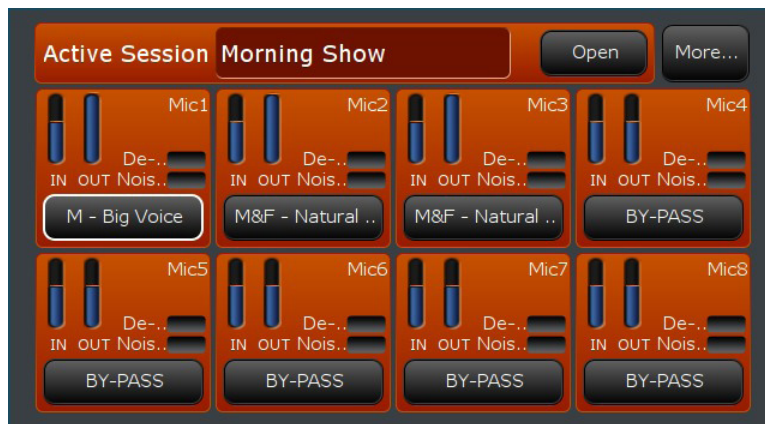 Active Session Morning Show Open More...
Mic1 Mic2 Mic3 Mic4
De-.. De-.. De-.. De-..
IN OUT Nois.. IN OUT Nois.. IN OUT Nois.. IN OUT Nois..
M - Big Voice M&F - Natural .. M&F - Natural .. BY-PASS
Mic5 Mic6 Mic7 Mic8
De-.. De-.. De-.. De-..
IN OUT Nois.. IN OUT Nois.. IN OUT Nois.. IN OUT Nois..
BY-PASS BY-PASS BY-PASS BY-PASS